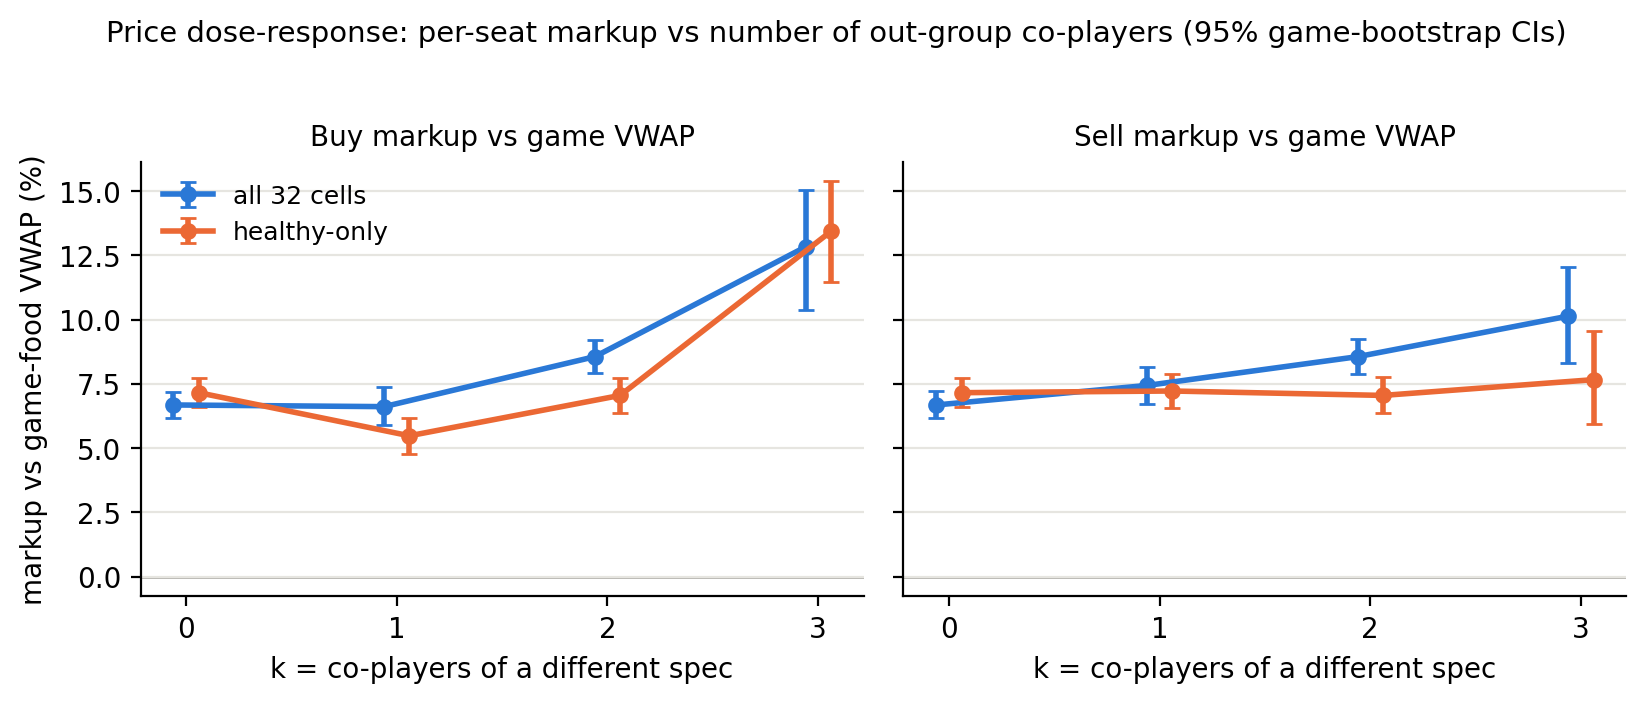 Price dose-response: per-seat markup vs number of out-group co-players (95% game-bootstrap CIs)
Buy markup vs game VWAP
markup vs game-food VWAP (%)
15.0
12.5
10.0
7.5
5.0
2.5
0.0
all 32 cells
healthy-only
0 1 2 3
k = co-players of a different spec
Sell markup vs game VWAP
0 1 2 3
k = co-players of a different spec